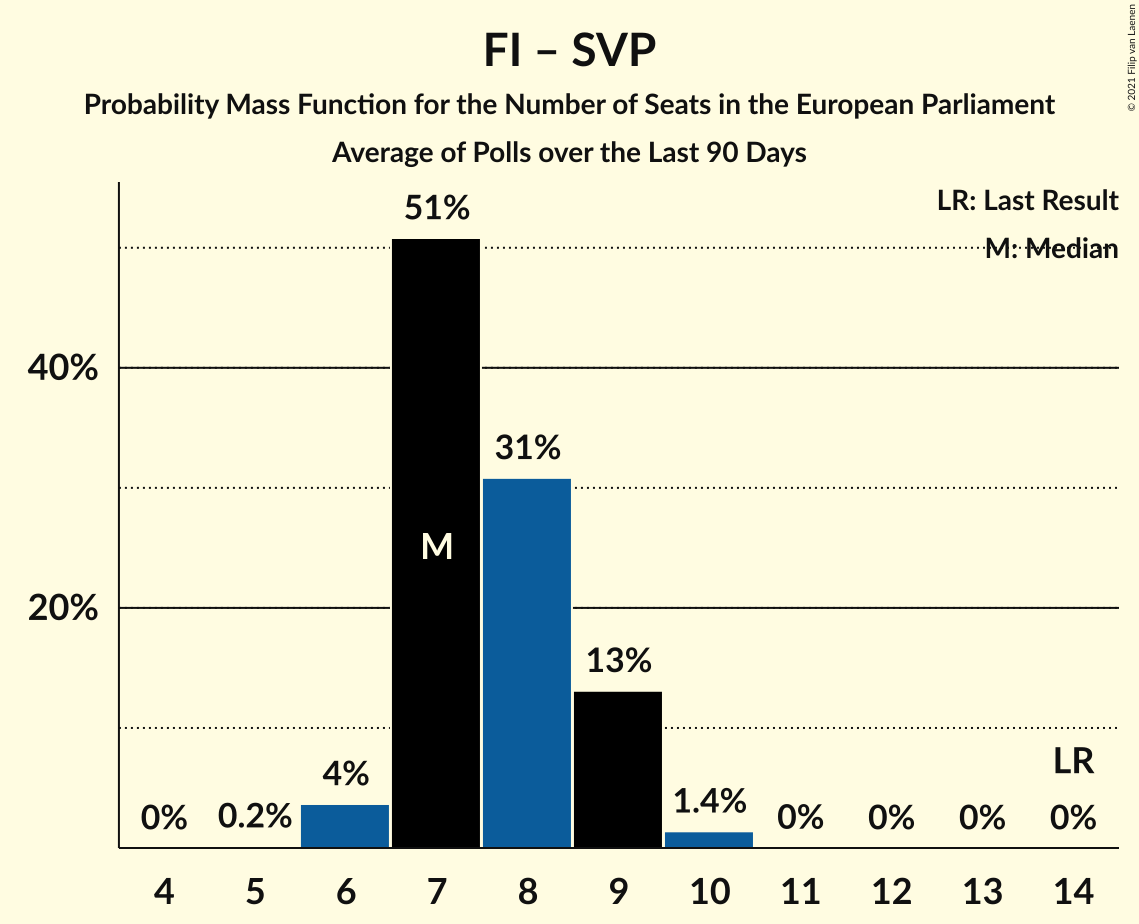 FI – SVP
Probability Mass Function for the Number of Seats in the European Parliament
Average of Polls over the Last 90 Days
© 2021 Filip van Laenen
LR: Last Result
M: Median
51%
40%
31%
M
20%
13%
LR
4%
1.4%
0%
0.2%
0%
0%
0%
0%
4 5 6 7 8 9 10 11 12 13 14